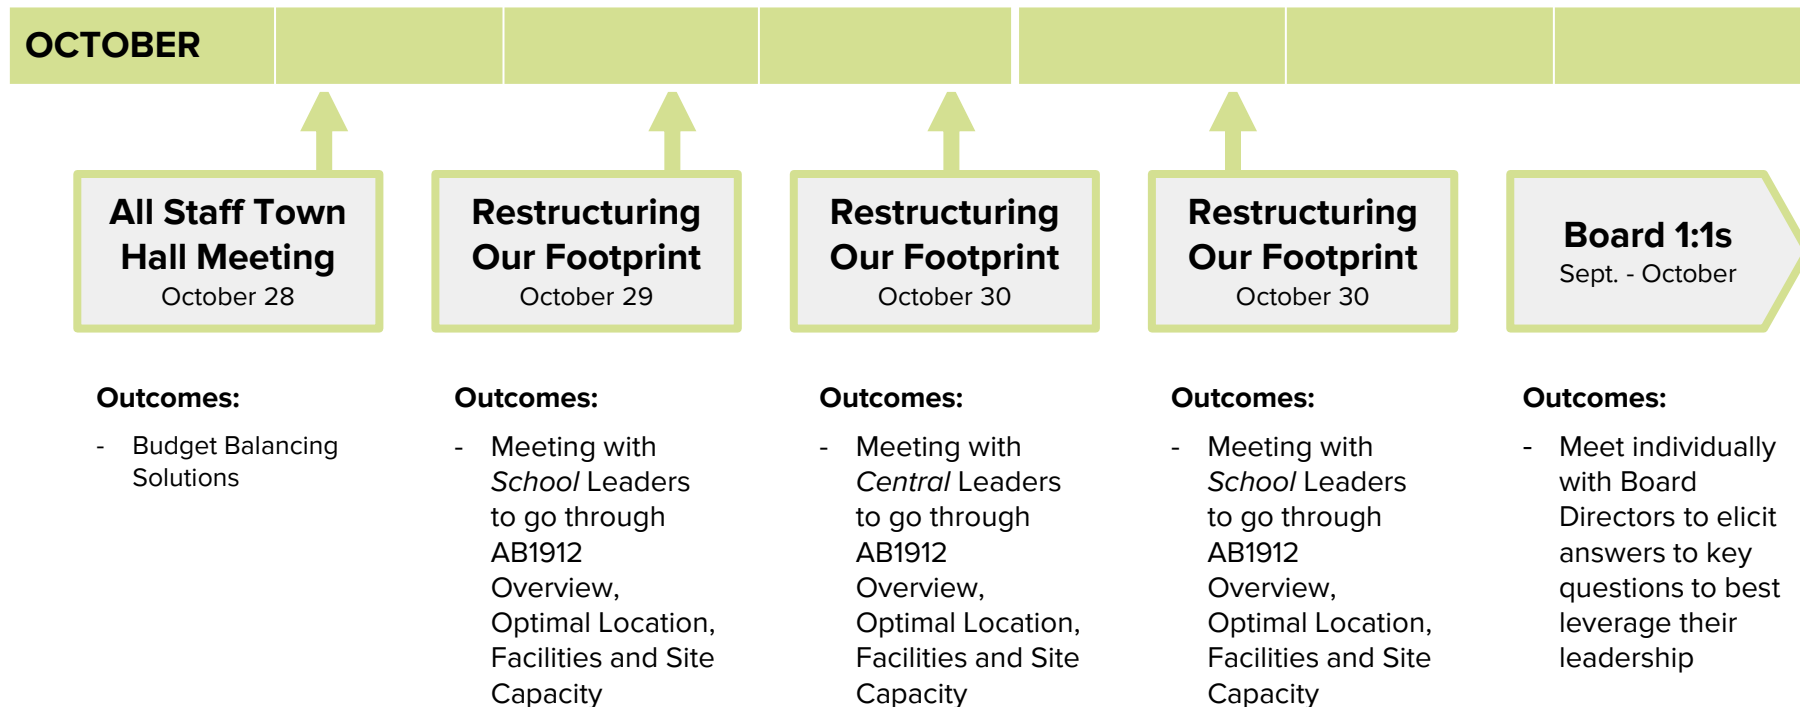 OCTOBER
All Staff Town
Hall Meeting
October 28
Restructuring
Our Footprint
October 29
Restructuring
Our Footprint
October 30
Restructuring
Our Footprint
October 30
Board 1:1s
Sept. - October
Outcomes:
- Budget Balancing
Solutions
Outcomes:
- Meeting with
School Leaders
to go through
AB1912
Overview,
Optimal Location,
Facilities and Site
Capacity
Outcomes:
- Meeting with
Central Leaders
to go through
AB1912
Overview,
Optimal Location,
Facilities and Site
Capacity
Outcomes:
- Meeting with
School Leaders
to go through
AB1912
Overview,
Optimal Location,
Facilities and Site
Capacity
Outcomes:
- Meet individually
with Board
Directors to elicit
answers to key
questions to best
leverage their
leadership